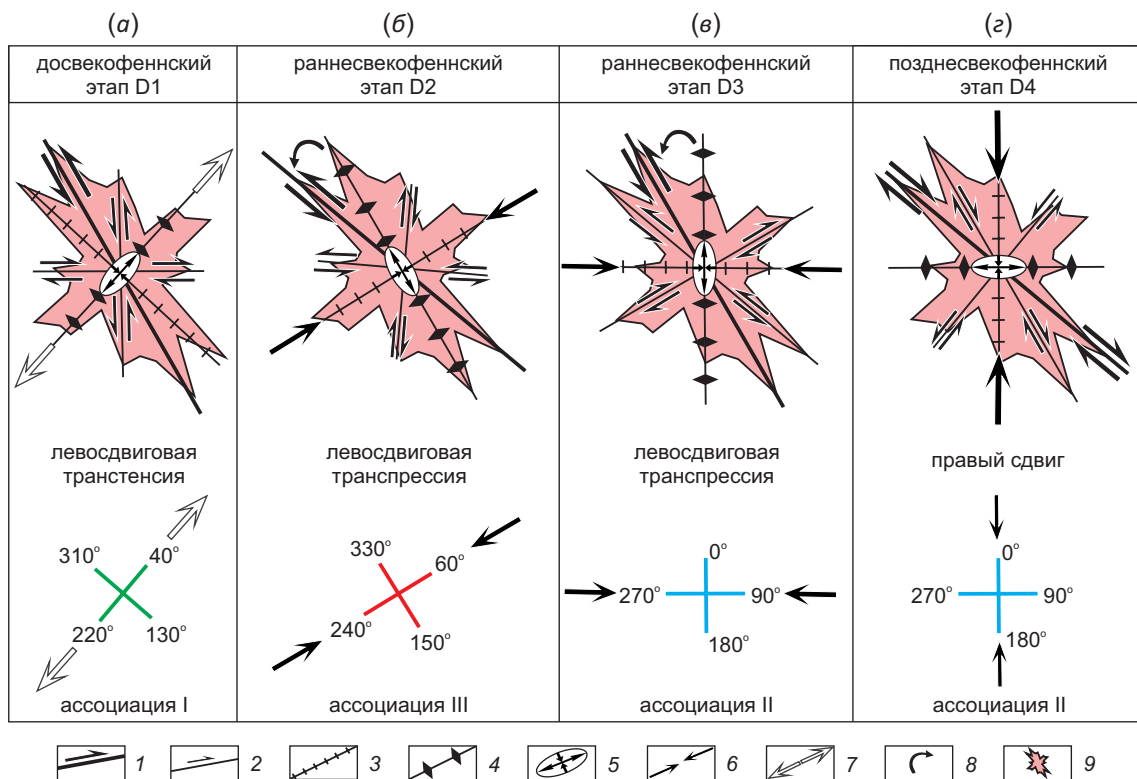 (а) (б) (в) (г)
досвекофеннский
этап D1
раннесвекофеннский
этап D2
раннесвекофеннский
этап D3
позднесвекофеннский
этап D4
левосдвиговая
транстенсия
левосдвиговая
транспрессия
левосдвиговая
транспрессия
правый сдвиг
310° 40°
220° 130°
330° 60°
240° 150°
0°
270° 90°
180°
0°
270° 90°
180°
ассоциация I
ассоциация III
ассоциация II
ассоциация II
1 2 3 4 5 6 7 8 9